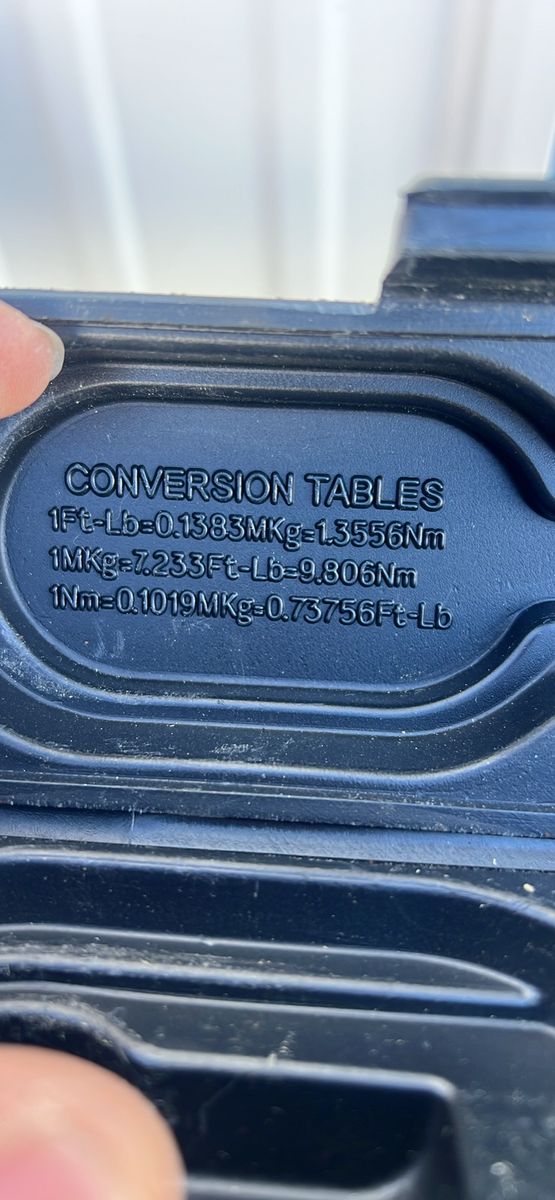 CONVERSION TABLES
1Ft-Lb=0.1383MKg=1.3556Nm
1MKg=7.233Ft-Lb=9.806Nm
1Nm=0.1019MKg=0.73756Ft-Lb